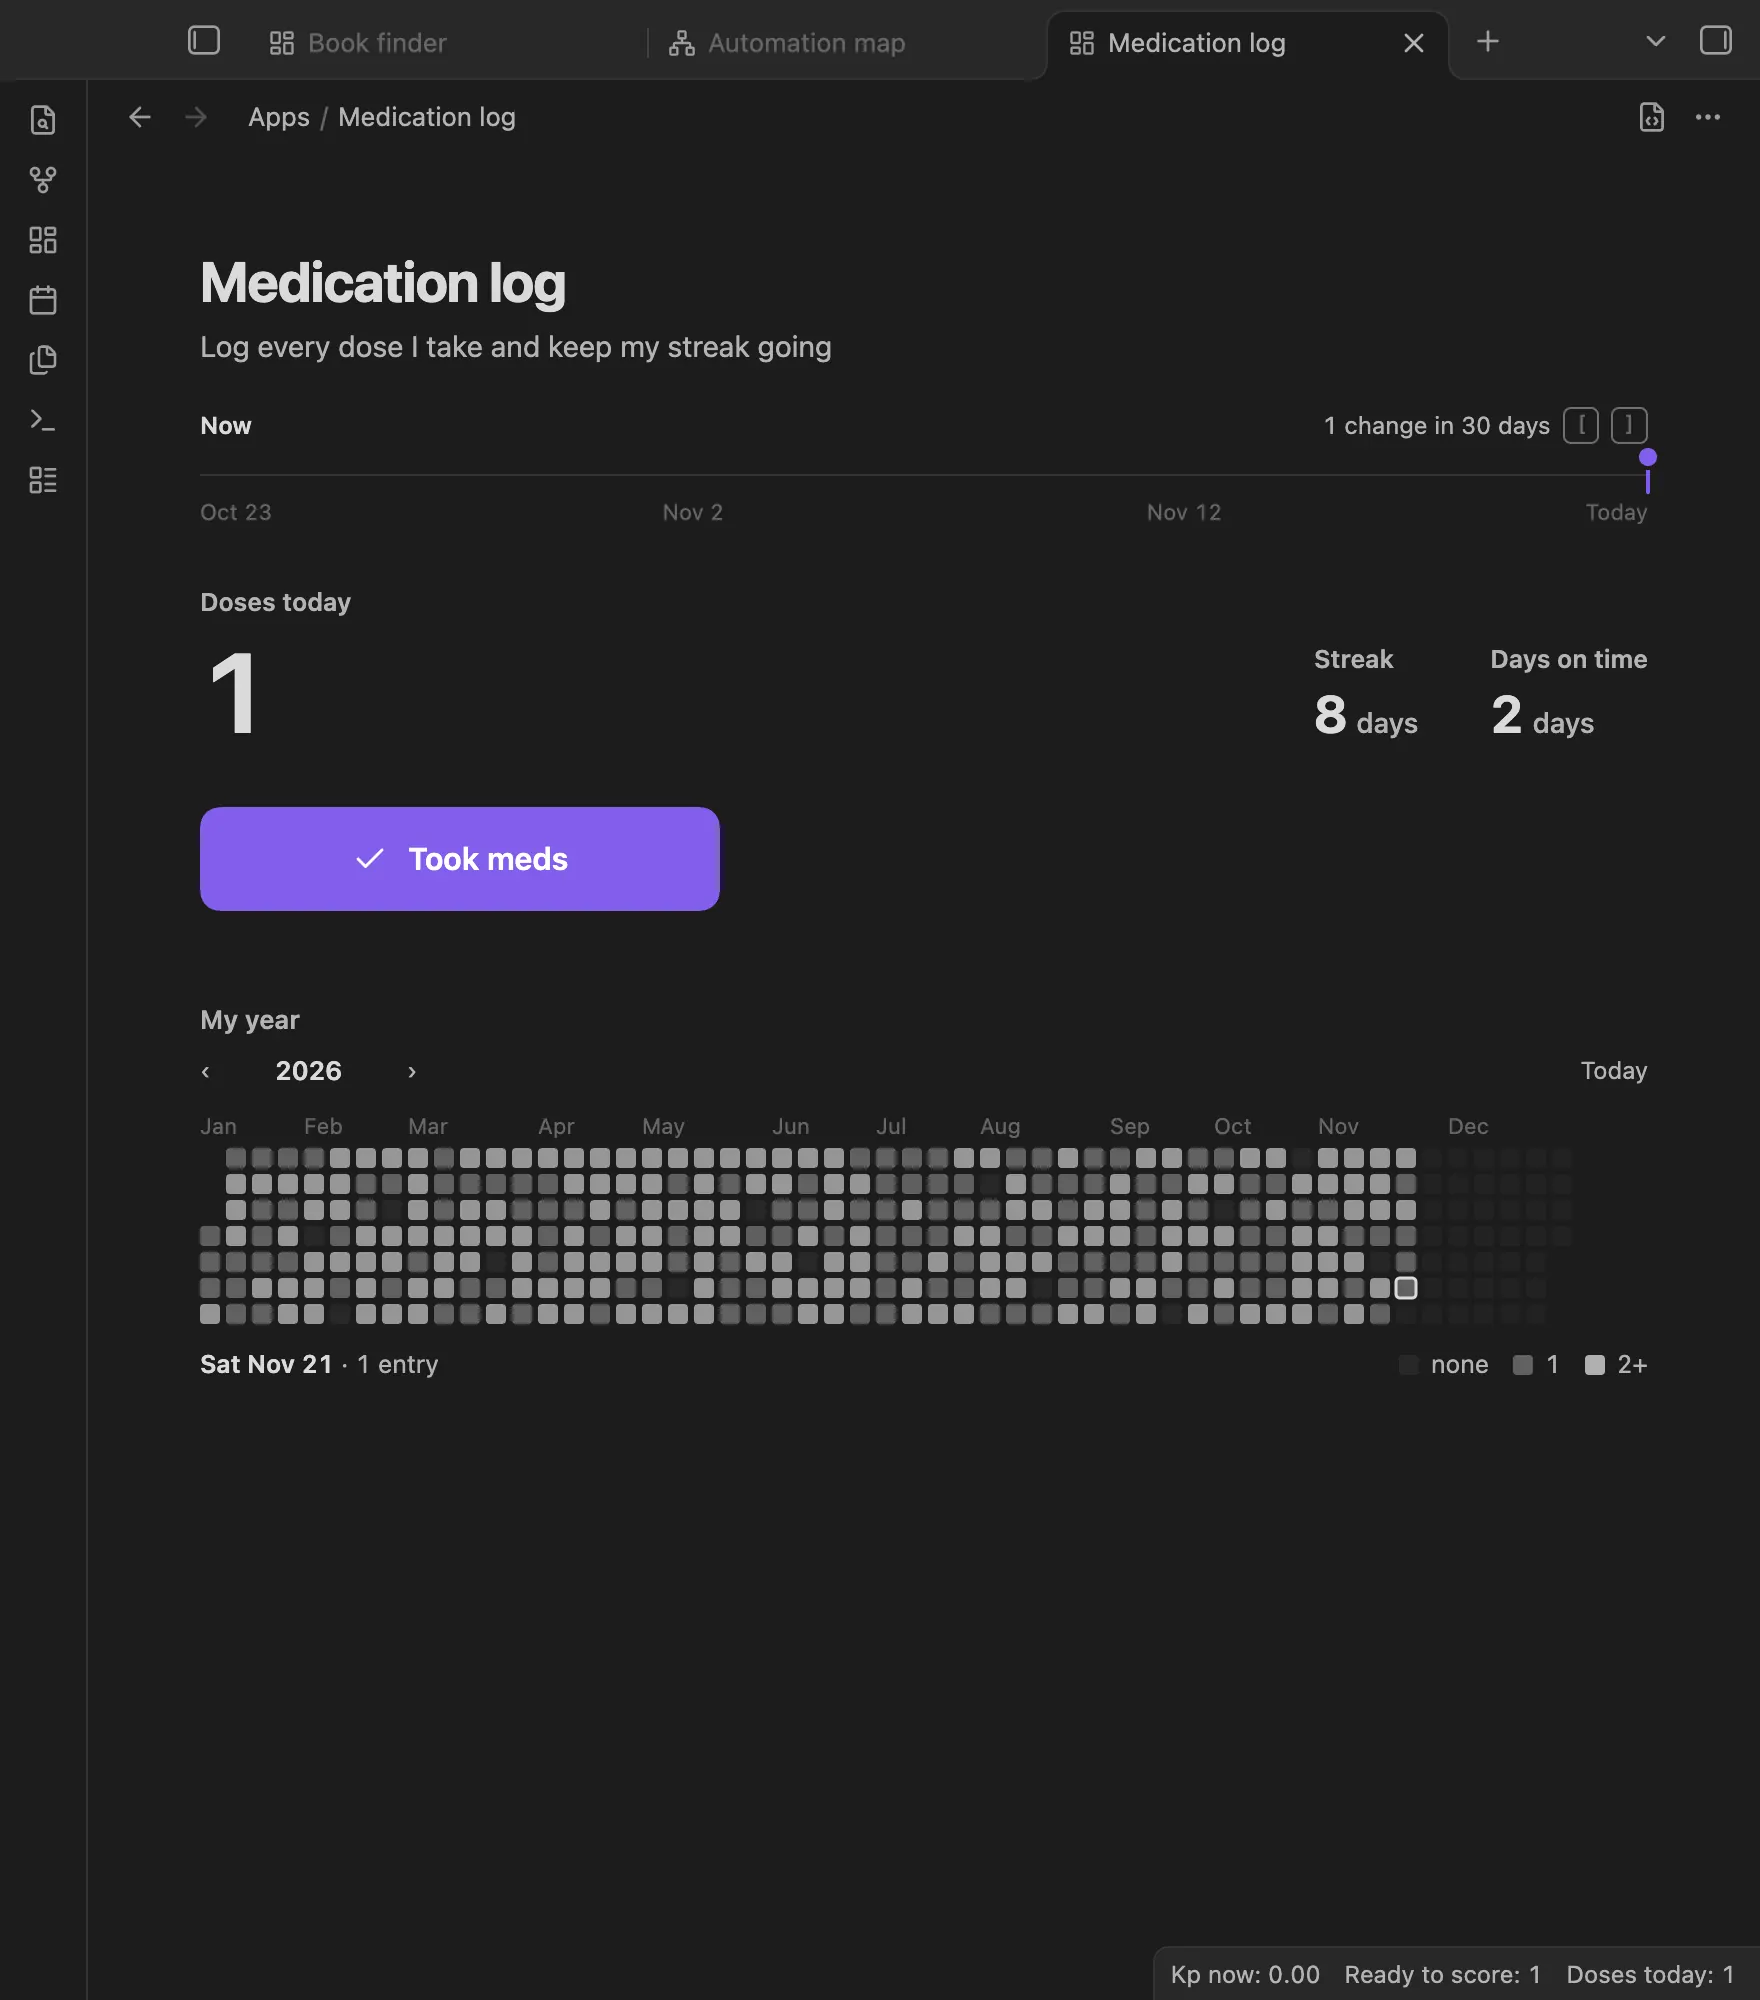 Book finder
Automation map
Medication log
Apps / Medication log
Medication log
Log every dose I take and keep my streak going
Now
1 change in 30 days [ ]
Oct 23
Nov 2
Nov 12
Today
Doses today
1
Streak
8 days
Days on time
2 days
Took meds
My year
‹ 2026 ›
Today
Jan Feb Mar Apr May Jun Jul Aug Sep Oct Nov Dec
Sat Nov 21 · 1 entry
none 1 2+
Kp now: 0.00 Ready to score: 1 Doses today: 1